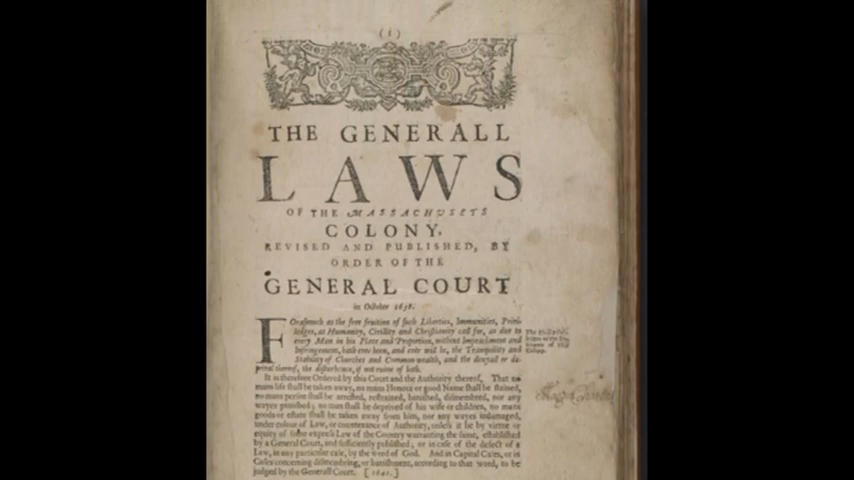 (1)
THE GENERALL
LAWS
OF THE MASSACHUSETS
COLONY,
REVISED AND PUBLISHED, BY
ORDER OF THE
GENERAL COURT
in October 1658.
FOrasmuch as the free fruition of such Liberties, Immunities, Privi-
ledges, as Humanity, Civility and Christianity call for, as due to
every Man in his Place and Proportion, without Impeachment and
Infringement, hath ever been, and ever will be, the Tranquility and
Stability of Churches and Common-wealth, and the denyall or de-
privall thereof, the disturbance, if not ruine of both.
It is therefore Ordered by this Court and the Authority thereof, That no
mans life shall be taken away, no mans Honour or good Name shall be stained,
no mans person shall be arrested, restrained, banished, dismembred, nor any
wayes punished; no man shall be deprived of his wife or children, no mans
goods or estate shall be taken away from him, nor any wayes indamaged,
under colour of Law, or countenance of Authority, unless it be by virtue or
equity of some express Law of the Country warranting the same, established
by a General Court, and sufficiently published; or in case of the defect of a
Law, in any particular case, by the word of God. And in Capital Cases, or in
Cases concerning dismembring, or banishment, according to that word, to be
judged by the Generall Court. [1641.]